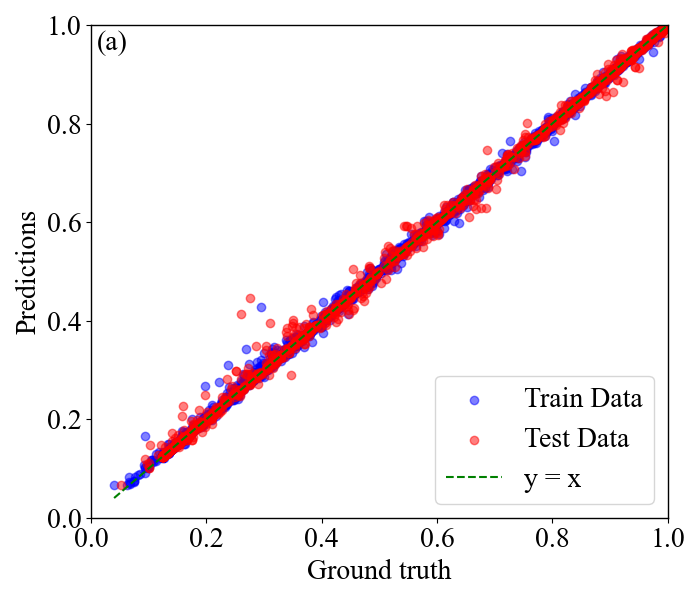 (a)
1.0
0.8
0.6
0.4
0.2
0.0
Predictions
Train Data
Test Data
y = x
0.0 0.2 0.4 0.6 0.8 1.0
Ground truth